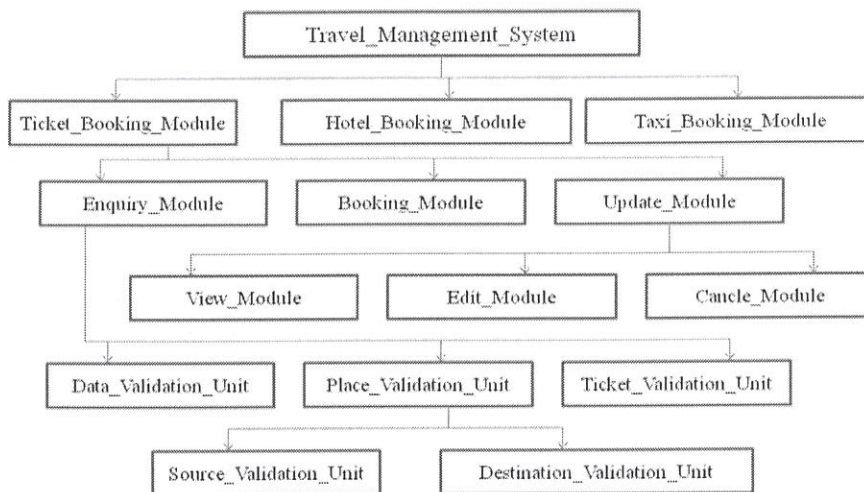 Travel_Management_System
Ticket_Booking_Module
Hotel_Booking_Module
Taxi_Booking_Module
Enquiry_Module
Booking_Module
Update_Module
View_Module
Edit_Module
Cancle_Module
Data_Validation_Unit
Place_Validation_Unit
Ticket_Validation_Unit
Source_Validation_Unit
Destination_Validation_Unit